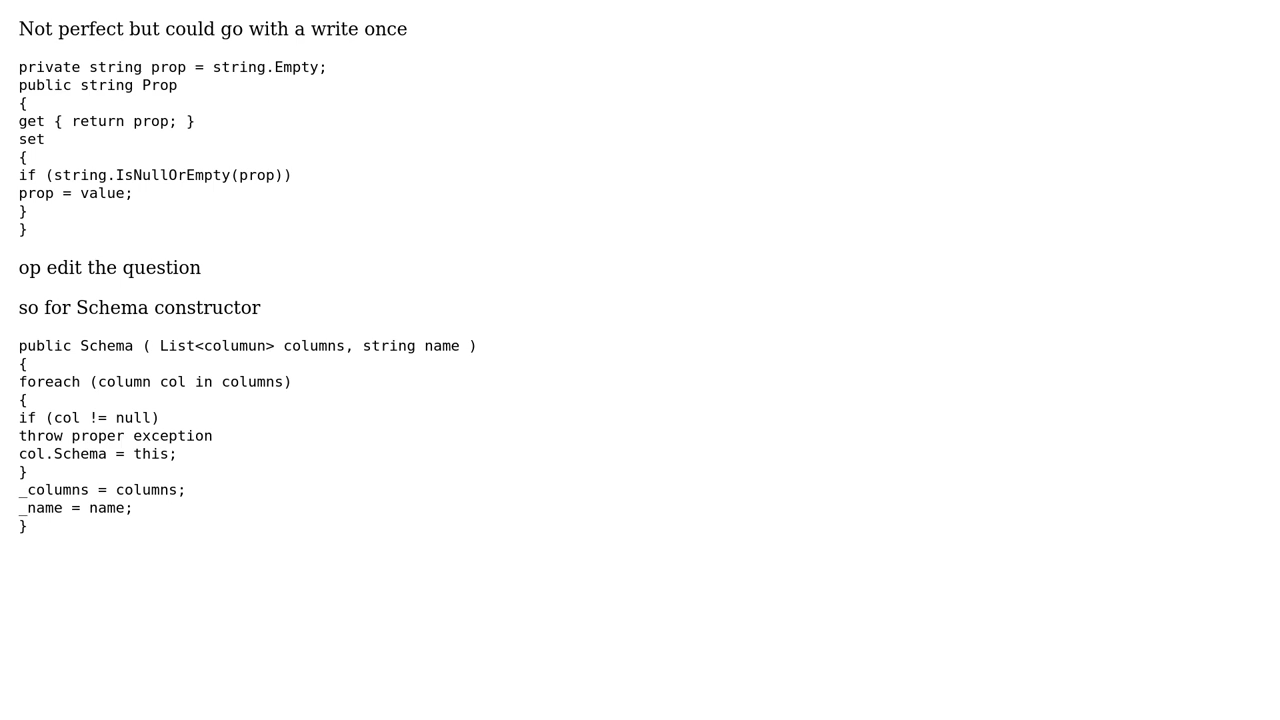 Not perfect but could go with a write once
private string prop = string.Empty;
public string Prop
{
get { return prop; }
set
{
if (string.IsNullOrEmpty(prop))
prop = value;
}
}
op edit the question
so for Schema constructor
public Schema ( List<columun> columns, string name )
{
foreach (column col in columns)
{
if (col != null)
throw proper exception
col.Schema = this;
}
_columns = columns;
_name = name;
}